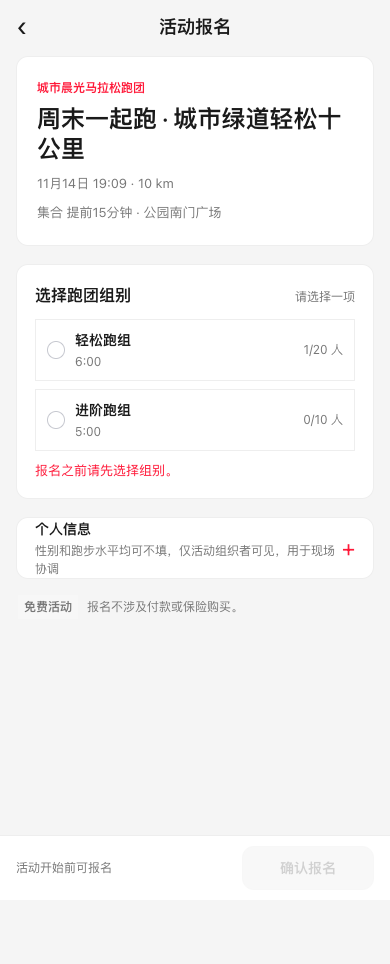 ‹ 活动报名
城市晨光马拉松跑团
周末一起跑 · 城市绿道轻松十
公里
11月14日 19:09 · 10 km
集合 提前15分钟 · 公园南门广场
选择跑团组别 请选择一项
轻松跑组
6:00
1/20 人
进阶跑组
5:00
0/10 人
报名之前请先选择组别。
个人信息
性别和跑步水平均可不填，仅活动组织者可见，用于现场
协调
+
免费活动 报名不涉及付款或保险购买。
活动开始前可报名 确认报名